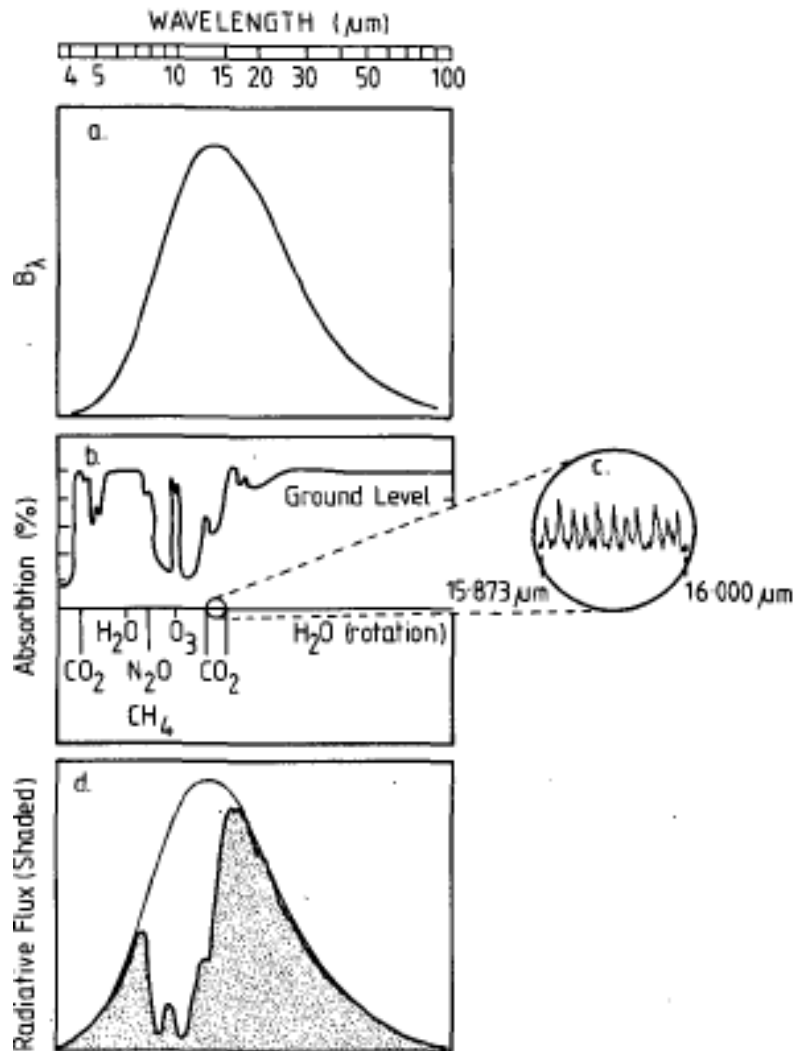 WAVELENGTH (μm)
4 5 10 15 20 30 50 100
a.
Bλ
b.
Ground Level
c.
15·873 μm
16·000 μm
Absorbtion (%)
H2O O3 H2O (rotation)
CO2 N2O CO2
CH4
d.
Radiative Flux (Shaded)